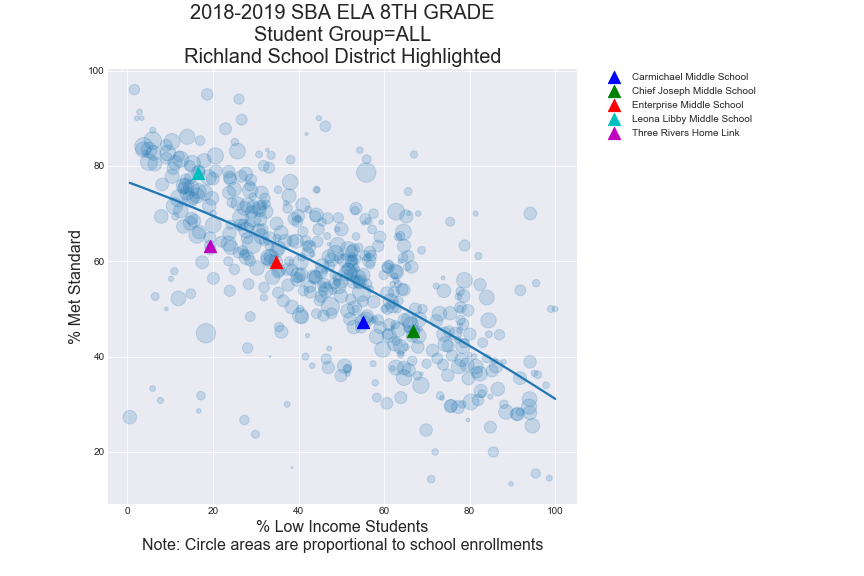 2018-2019 SBA ELA 8TH GRADE
Student Group=ALL
Richland School District Highlighted
Carmichael Middle School
Chief Joseph Middle School
Enterprise Middle School
Leona Libby Middle School
Three Rivers Home Link
% Met Standard
100
80
60
40
20
0 20 40 60 80 100
% Low Income Students
Note: Circle areas are proportional to school enrollments